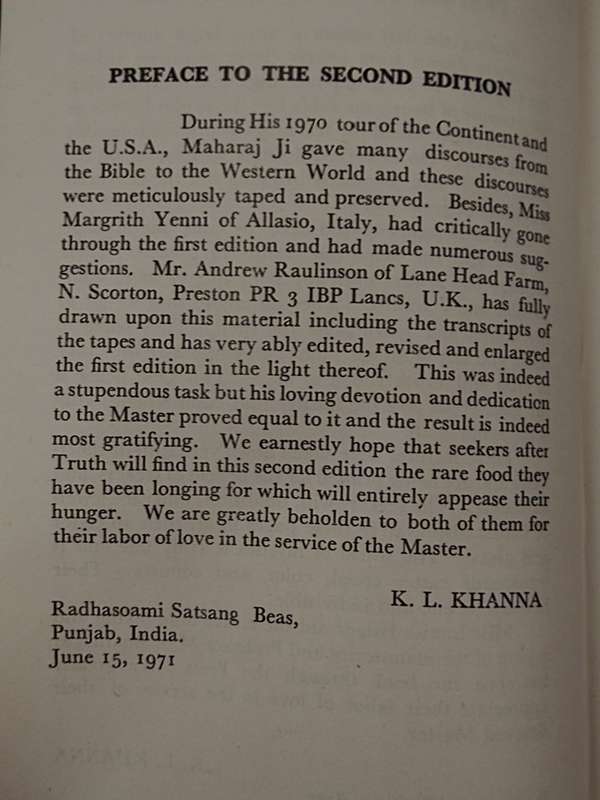 PREFACE TO THE SECOND EDITION
During His 1970 tour of the Continent and
the U.S.A., Maharaj Ji gave many discourses from
the Bible to the Western World and these discourses
were meticulously taped and preserved. Besides, Miss
Margrith Yenni of Allasio, Italy, had critically gone
through the first edition and had made numerous sug-
gestions. Mr. Andrew Raulinson of Lane Head Farm,
N. Scorton, Preston PR 3 IBP Lancs, U.K., has fully
drawn upon this material including the transcripts of
the tapes and has very ably edited, revised and enlarged
the first edition in the light thereof. This was indeed
a stupendous task but his loving devotion and dedication
to the Master proved equal to it and the result is indeed
most gratifying. We earnestly hope that seekers after
Truth will find in this second edition the rare food they
have been longing for which will entirely appease their
hunger. We are greatly beholden to both of them for
their labor of love in the service of the Master.
K. L. KHANNA
Radhasoami Satsang Beas,
Punjab, India.
June 15, 1971